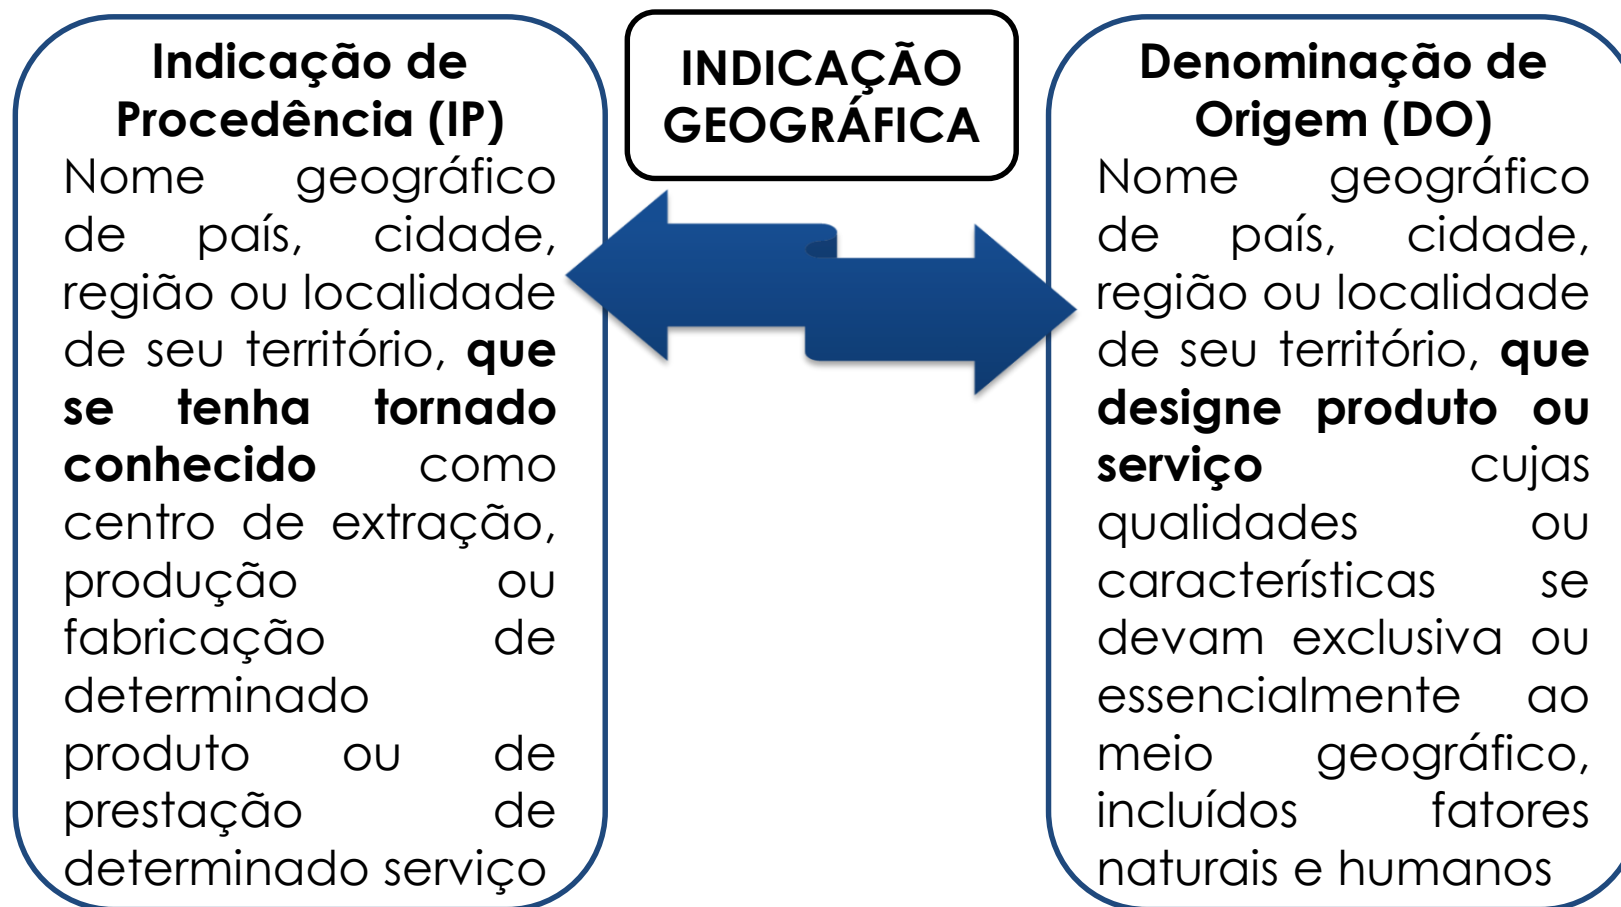 Indicação de
Procedência (IP)
Nome geográfico
de país, cidade,
região ou localidade
de seu território, que
se tenha tornado
conhecido como
centro de extração,
produção ou
fabricação de
determinado
produto ou de
prestação de
determinado serviço
INDICAÇÃO
GEOGRÁFICA
Denominação de
Origem (DO)
Nome geográfico
de país, cidade,
região ou localidade
de seu território, que
designe produto ou
serviço cujas
qualidades ou
características se
devam exclusiva ou
essencialmente ao
meio geográfico,
incluídos fatores
naturais e humanos